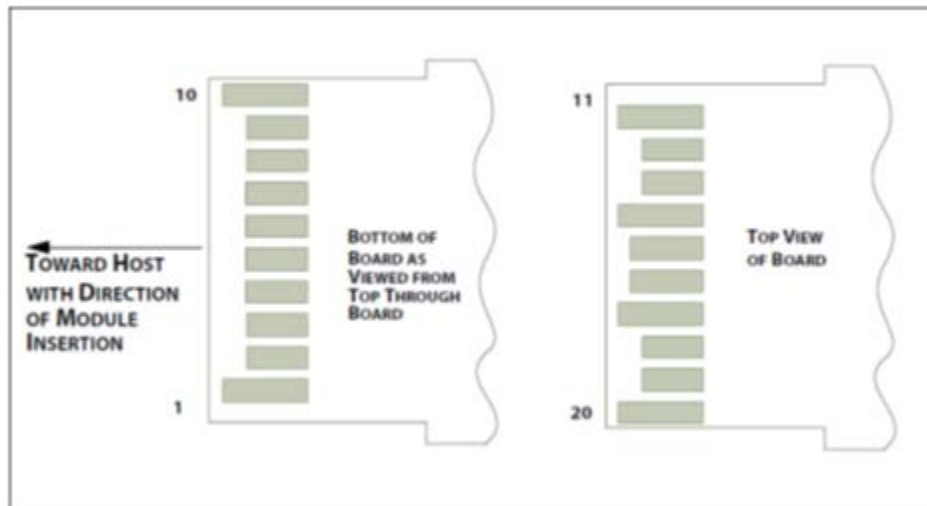 10
1
TOWARD HOST
WITH DIRECTION
OF MODULE
INSERTION
BOTTOM OF
BOARD AS
VIEWED FROM
TOP THROUGH
BOARD
11
20
TOP VIEW
OF BOARD